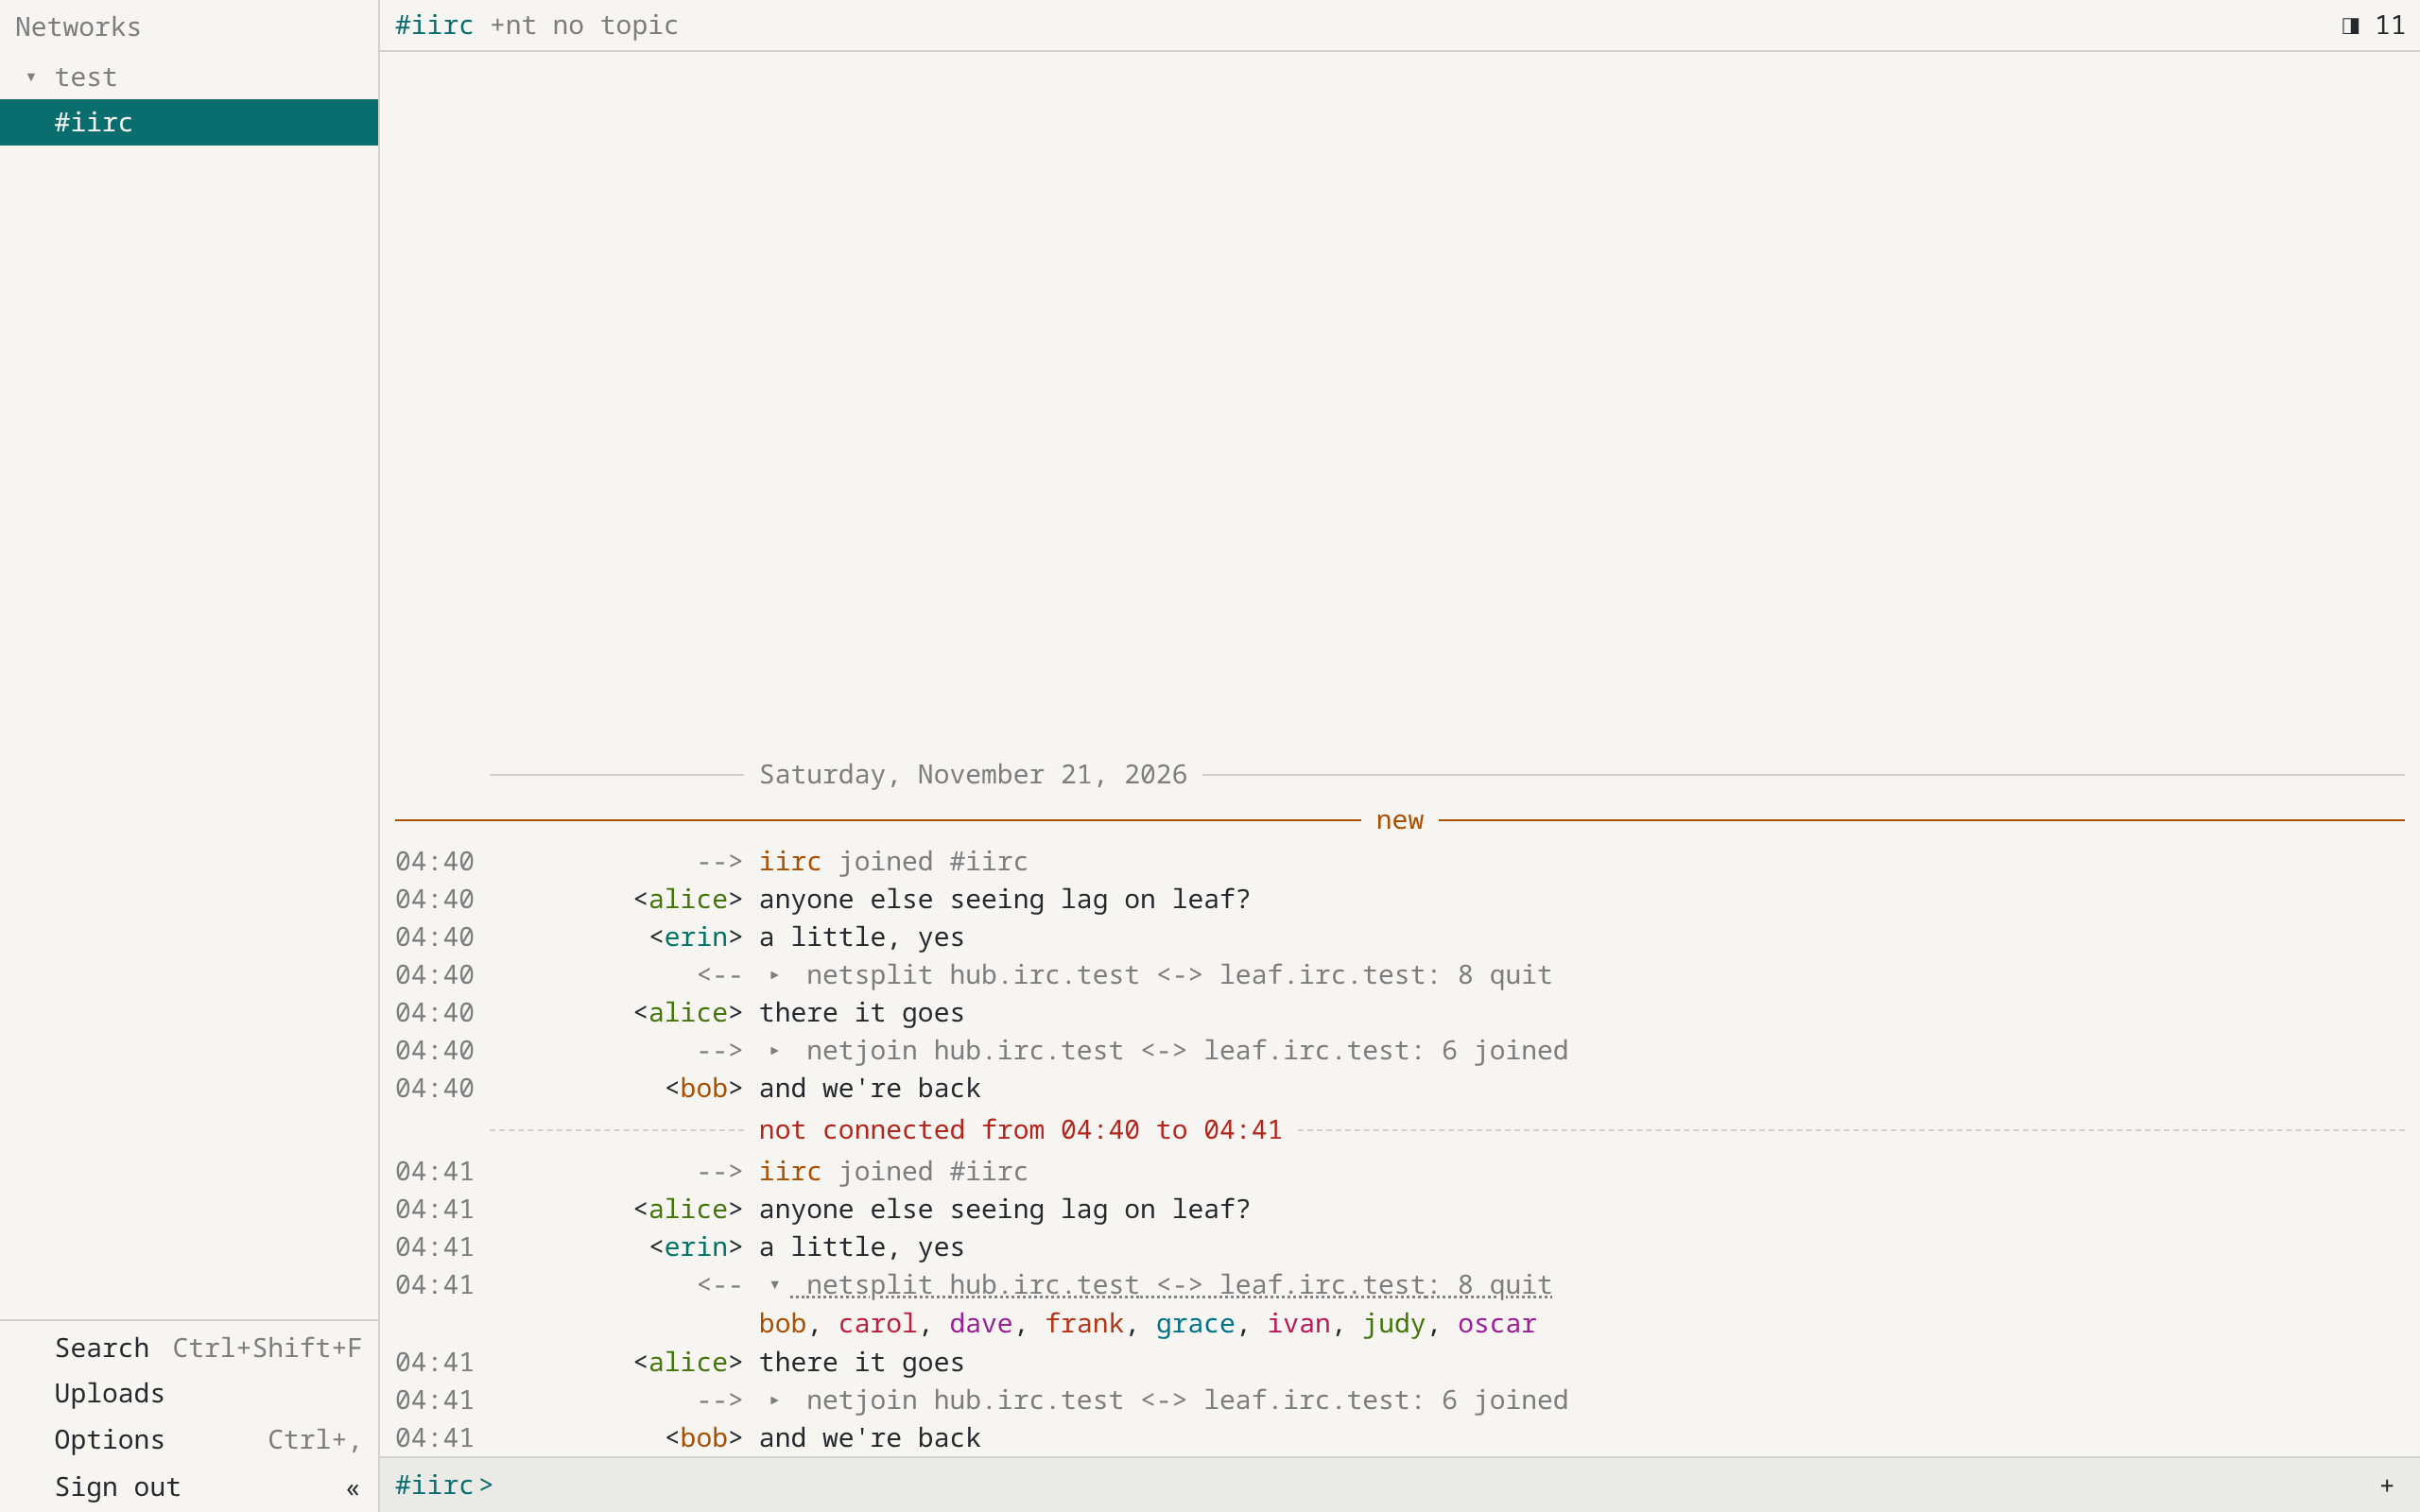 Networks
▾ test
#iirc
Search Ctrl+Shift+F
Uploads
Options Ctrl+,
Sign out «
#iirc +nt no topic ◨ 11
Saturday, November 21, 2026
new
04:40 --> iirc joined #iirc
04:40 <alice> anyone else seeing lag on leaf?
04:40 <erin> a little, yes
04:40 <-- ▸ netsplit hub.irc.test <-> leaf.irc.test: 8 quit
04:40 <alice> there it goes
04:40 --> ▸ netjoin hub.irc.test <-> leaf.irc.test: 6 joined
04:40 <bob> and we're back
not connected from 04:40 to 04:41
04:41 --> iirc joined #iirc
04:41 <alice> anyone else seeing lag on leaf?
04:41 <erin> a little, yes
04:41 <-- ▾ netsplit hub.irc.test <-> leaf.irc.test: 8 quit
bob, carol, dave, frank, grace, ivan, judy, oscar
04:41 <alice> there it goes
04:41 --> ▸ netjoin hub.irc.test <-> leaf.irc.test: 6 joined
04:41 <bob> and we're back
#iirc> +